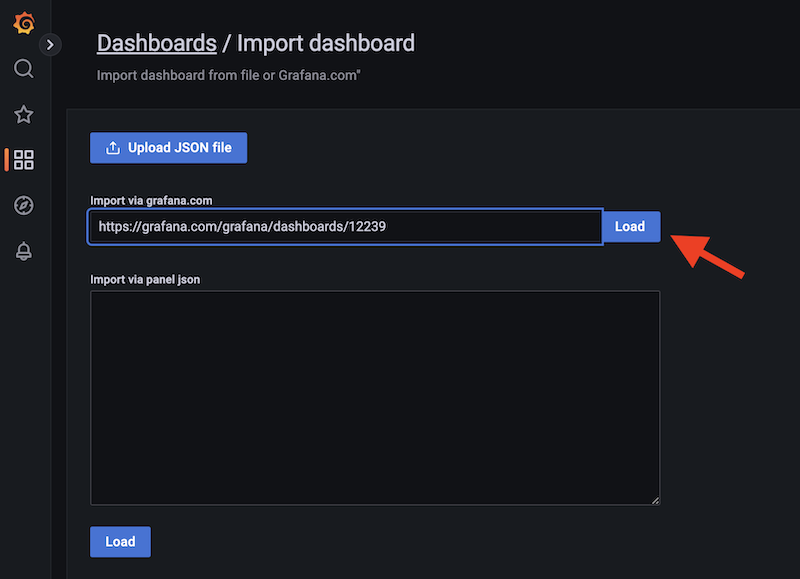 Dashboards / Import dashboard
Import dashboard from file or Grafana.com"
Upload JSON file
Import via grafana.com
https://grafana.com/grafana/dashboards/12239
Load
Import via panel json
Load